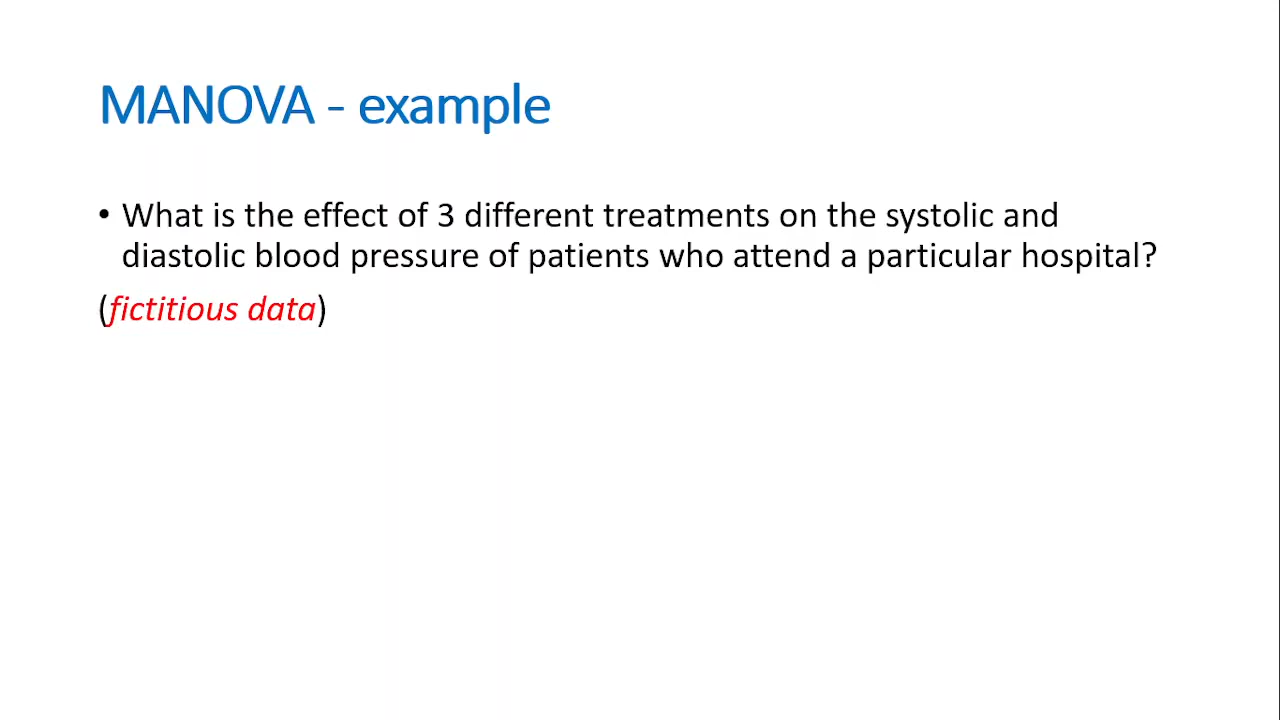 MANOVA - example
• What is the effect of 3 different treatments on the systolic and
diastolic blood pressure of patients who attend a particular hospital?
(fictitious data)